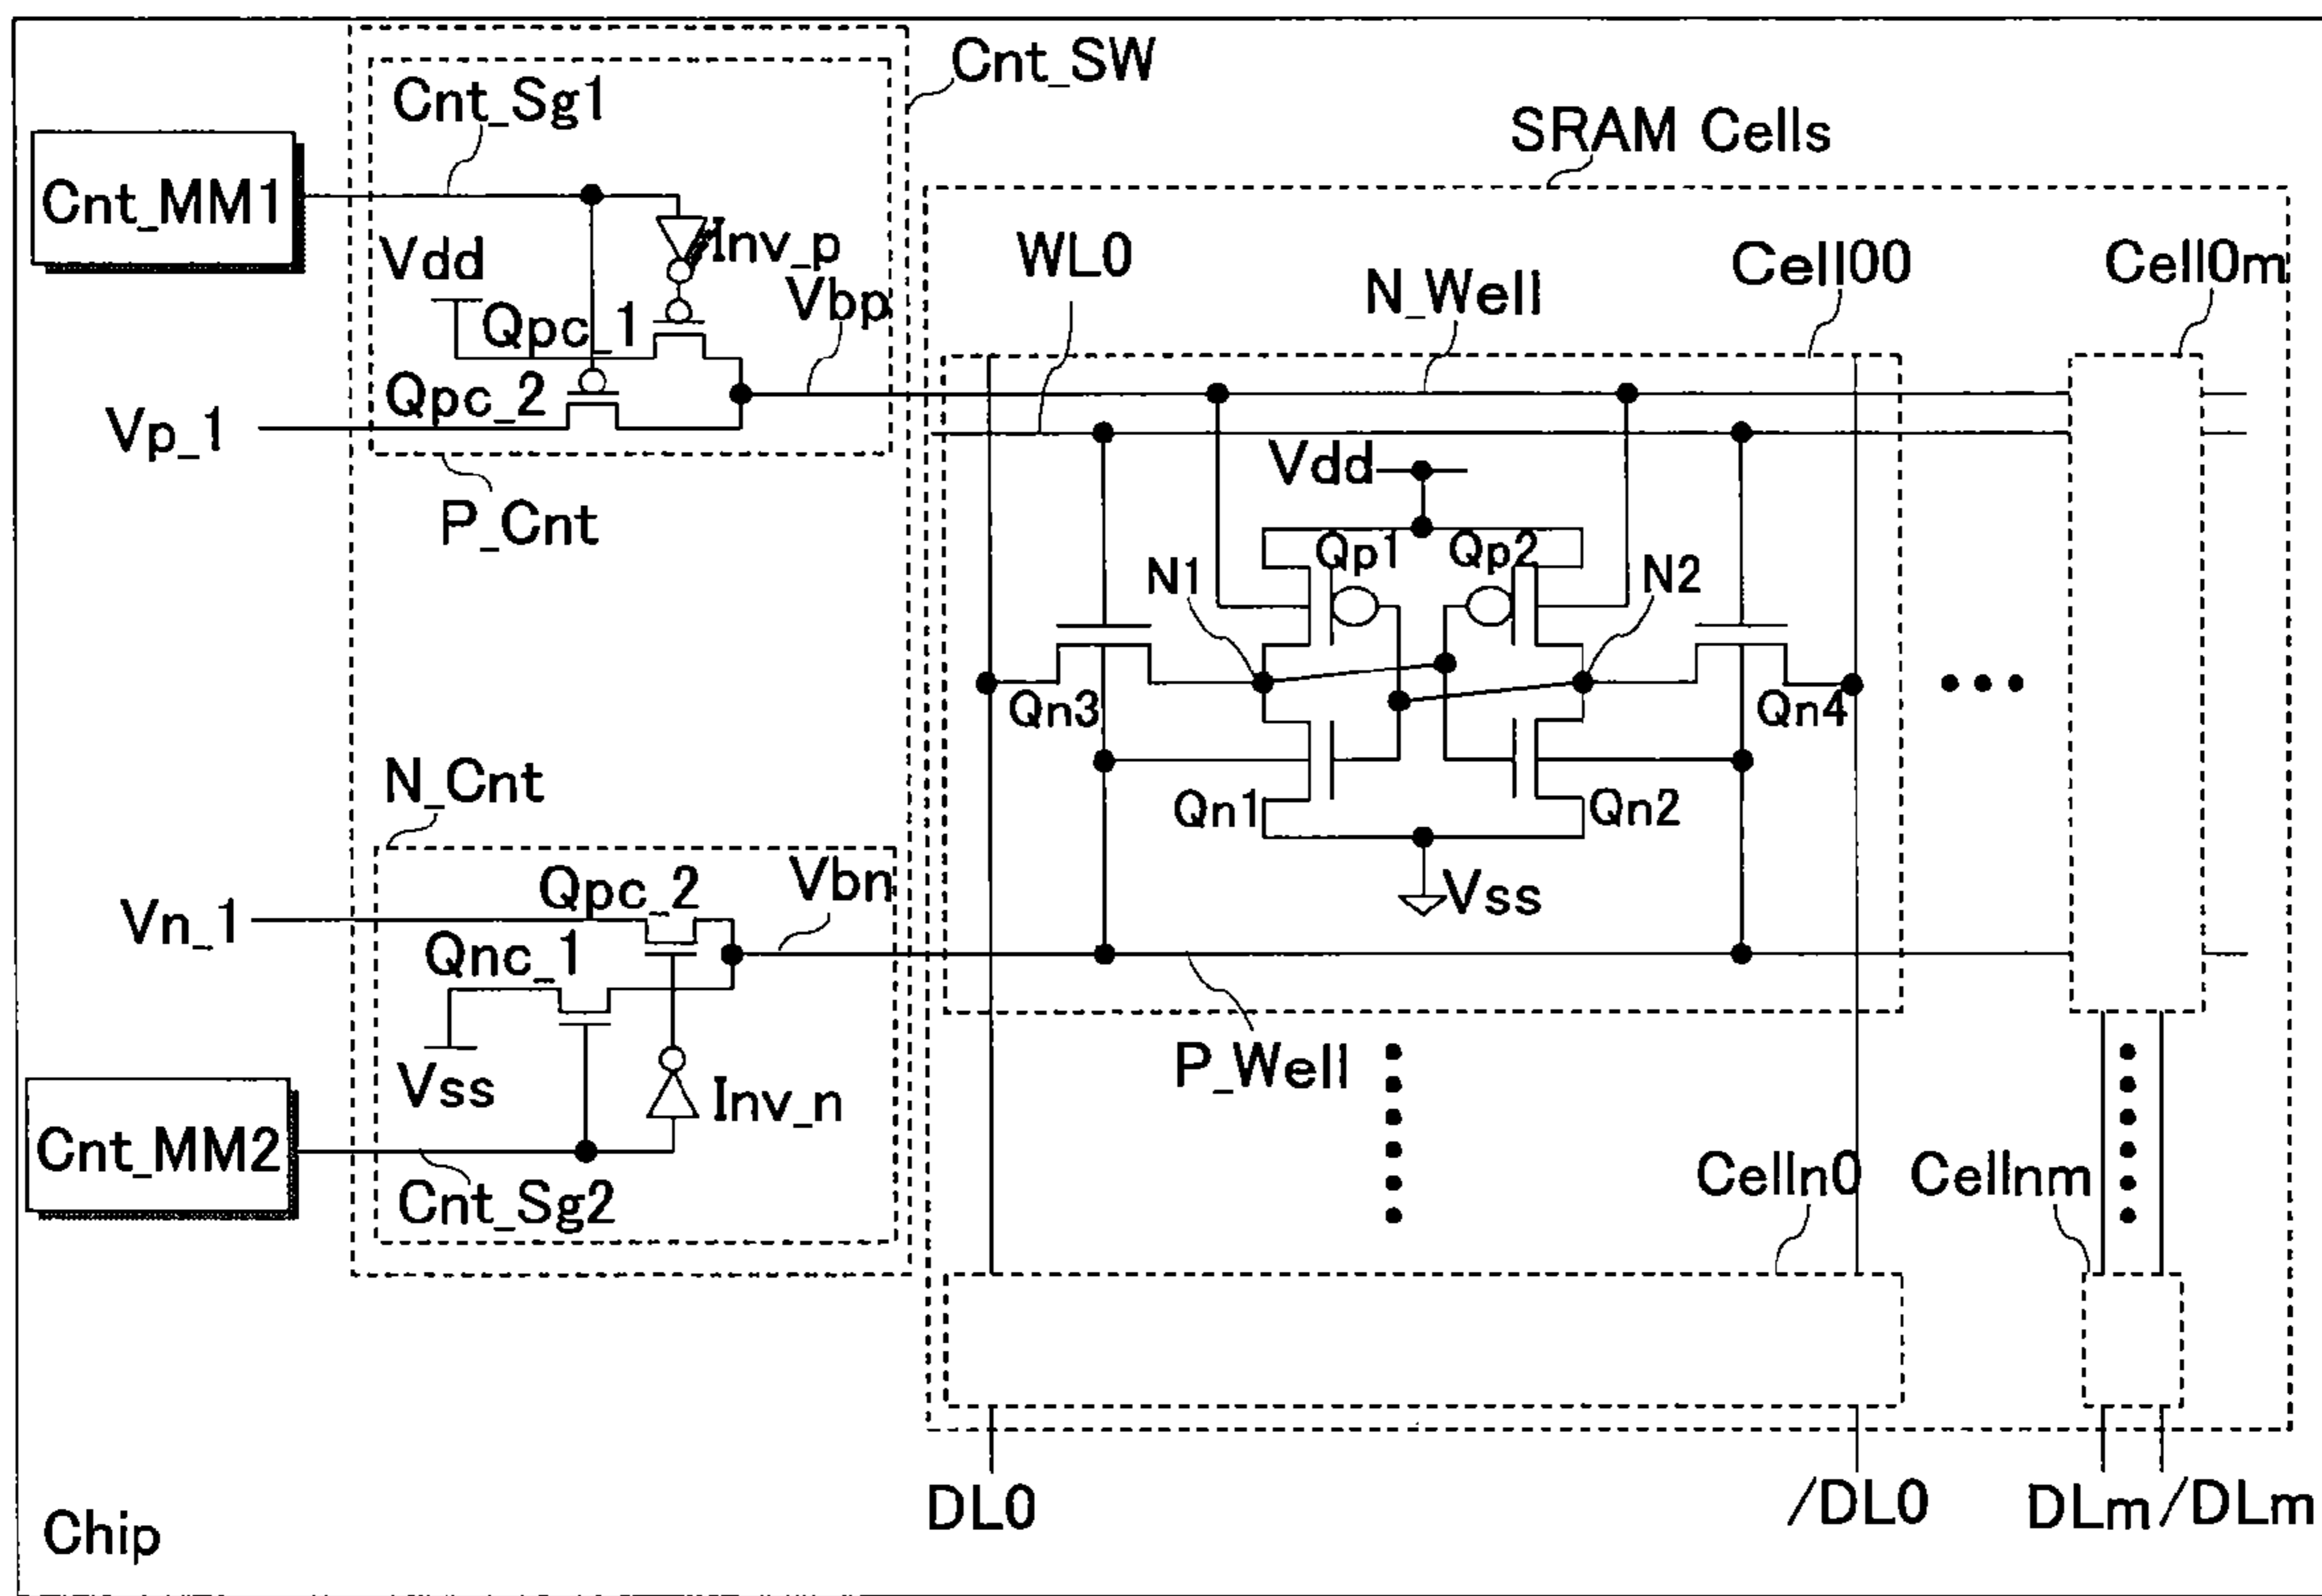 Cnt_SW
Cnt_Sg1
SRAM Cells
Cnt_MM1
Inv_p
Vdd
WL0
Cell00
Cell0m
N_Well
Vbp
Qpc_1
Qpc_2
Vp_1
Vdd
P_Cnt
Qp1
Qp2
N1
N2
Qn3
Qn4
N_Cnt
Qn1
Qn2
Qpc_2
Vbn
Vss
Vn_1
Qnc_1
P_Well
Vss
Inv_n
Cnt_MM2
Cnt_Sg2
Celln0
Cellnm
DL0
/DL0
DLm
/DLm
Chip